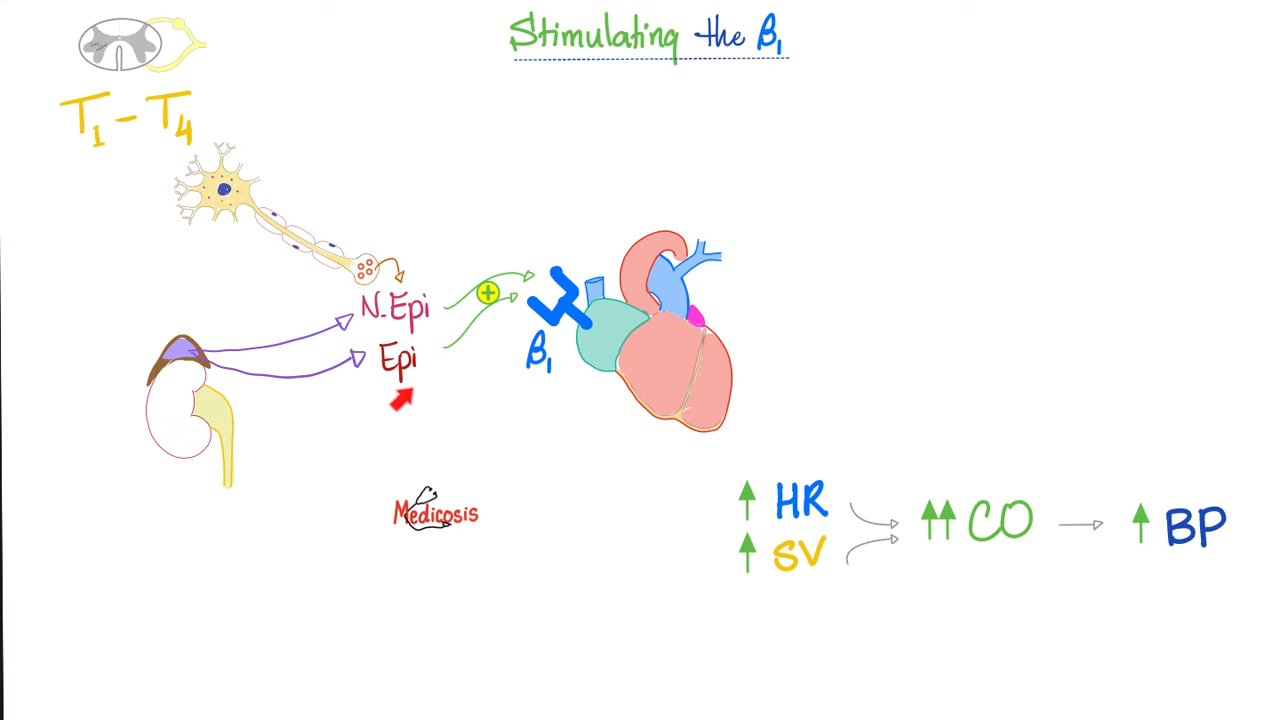 Stimulating the β₁
T₁ - T₄
N.Epi
Epi
β₁
Medicosis
↑ HR
↑ SV
↑↑ CO → ↑ BP